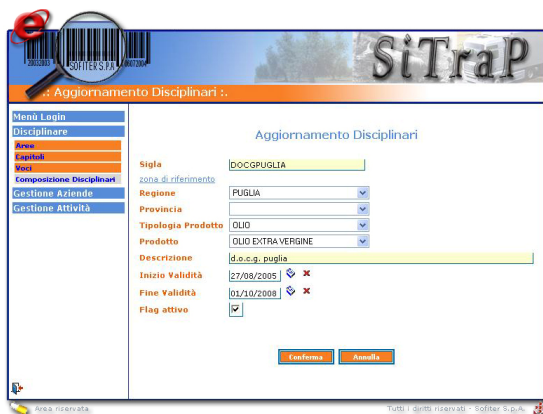 20032003 SOFITER S.P.A. 06072004
SiTraP
.: Aggiornamento Disciplinari :.
Menù Login
Disciplinare
Aree
Capitoli
Voci
Composizione Disciplinari
Gestione Aziende
Gestione Attività
Aggiornamento Disciplinari
Sigla DOCGPUGLIA
zona di riferimento
Regione PUGLIA
Provincia
Tipologia Prodotto OLIO
Prodotto OLIO EXTRA VERGINE
Descrizione d.o.c.g. puglia
Inizio Validità 27/08/2005
Fine Validità 01/10/2008
Flag attivo
Conferma Annulla
Area riservata Tutti i diritti riservati - Sofiter S.p.A.